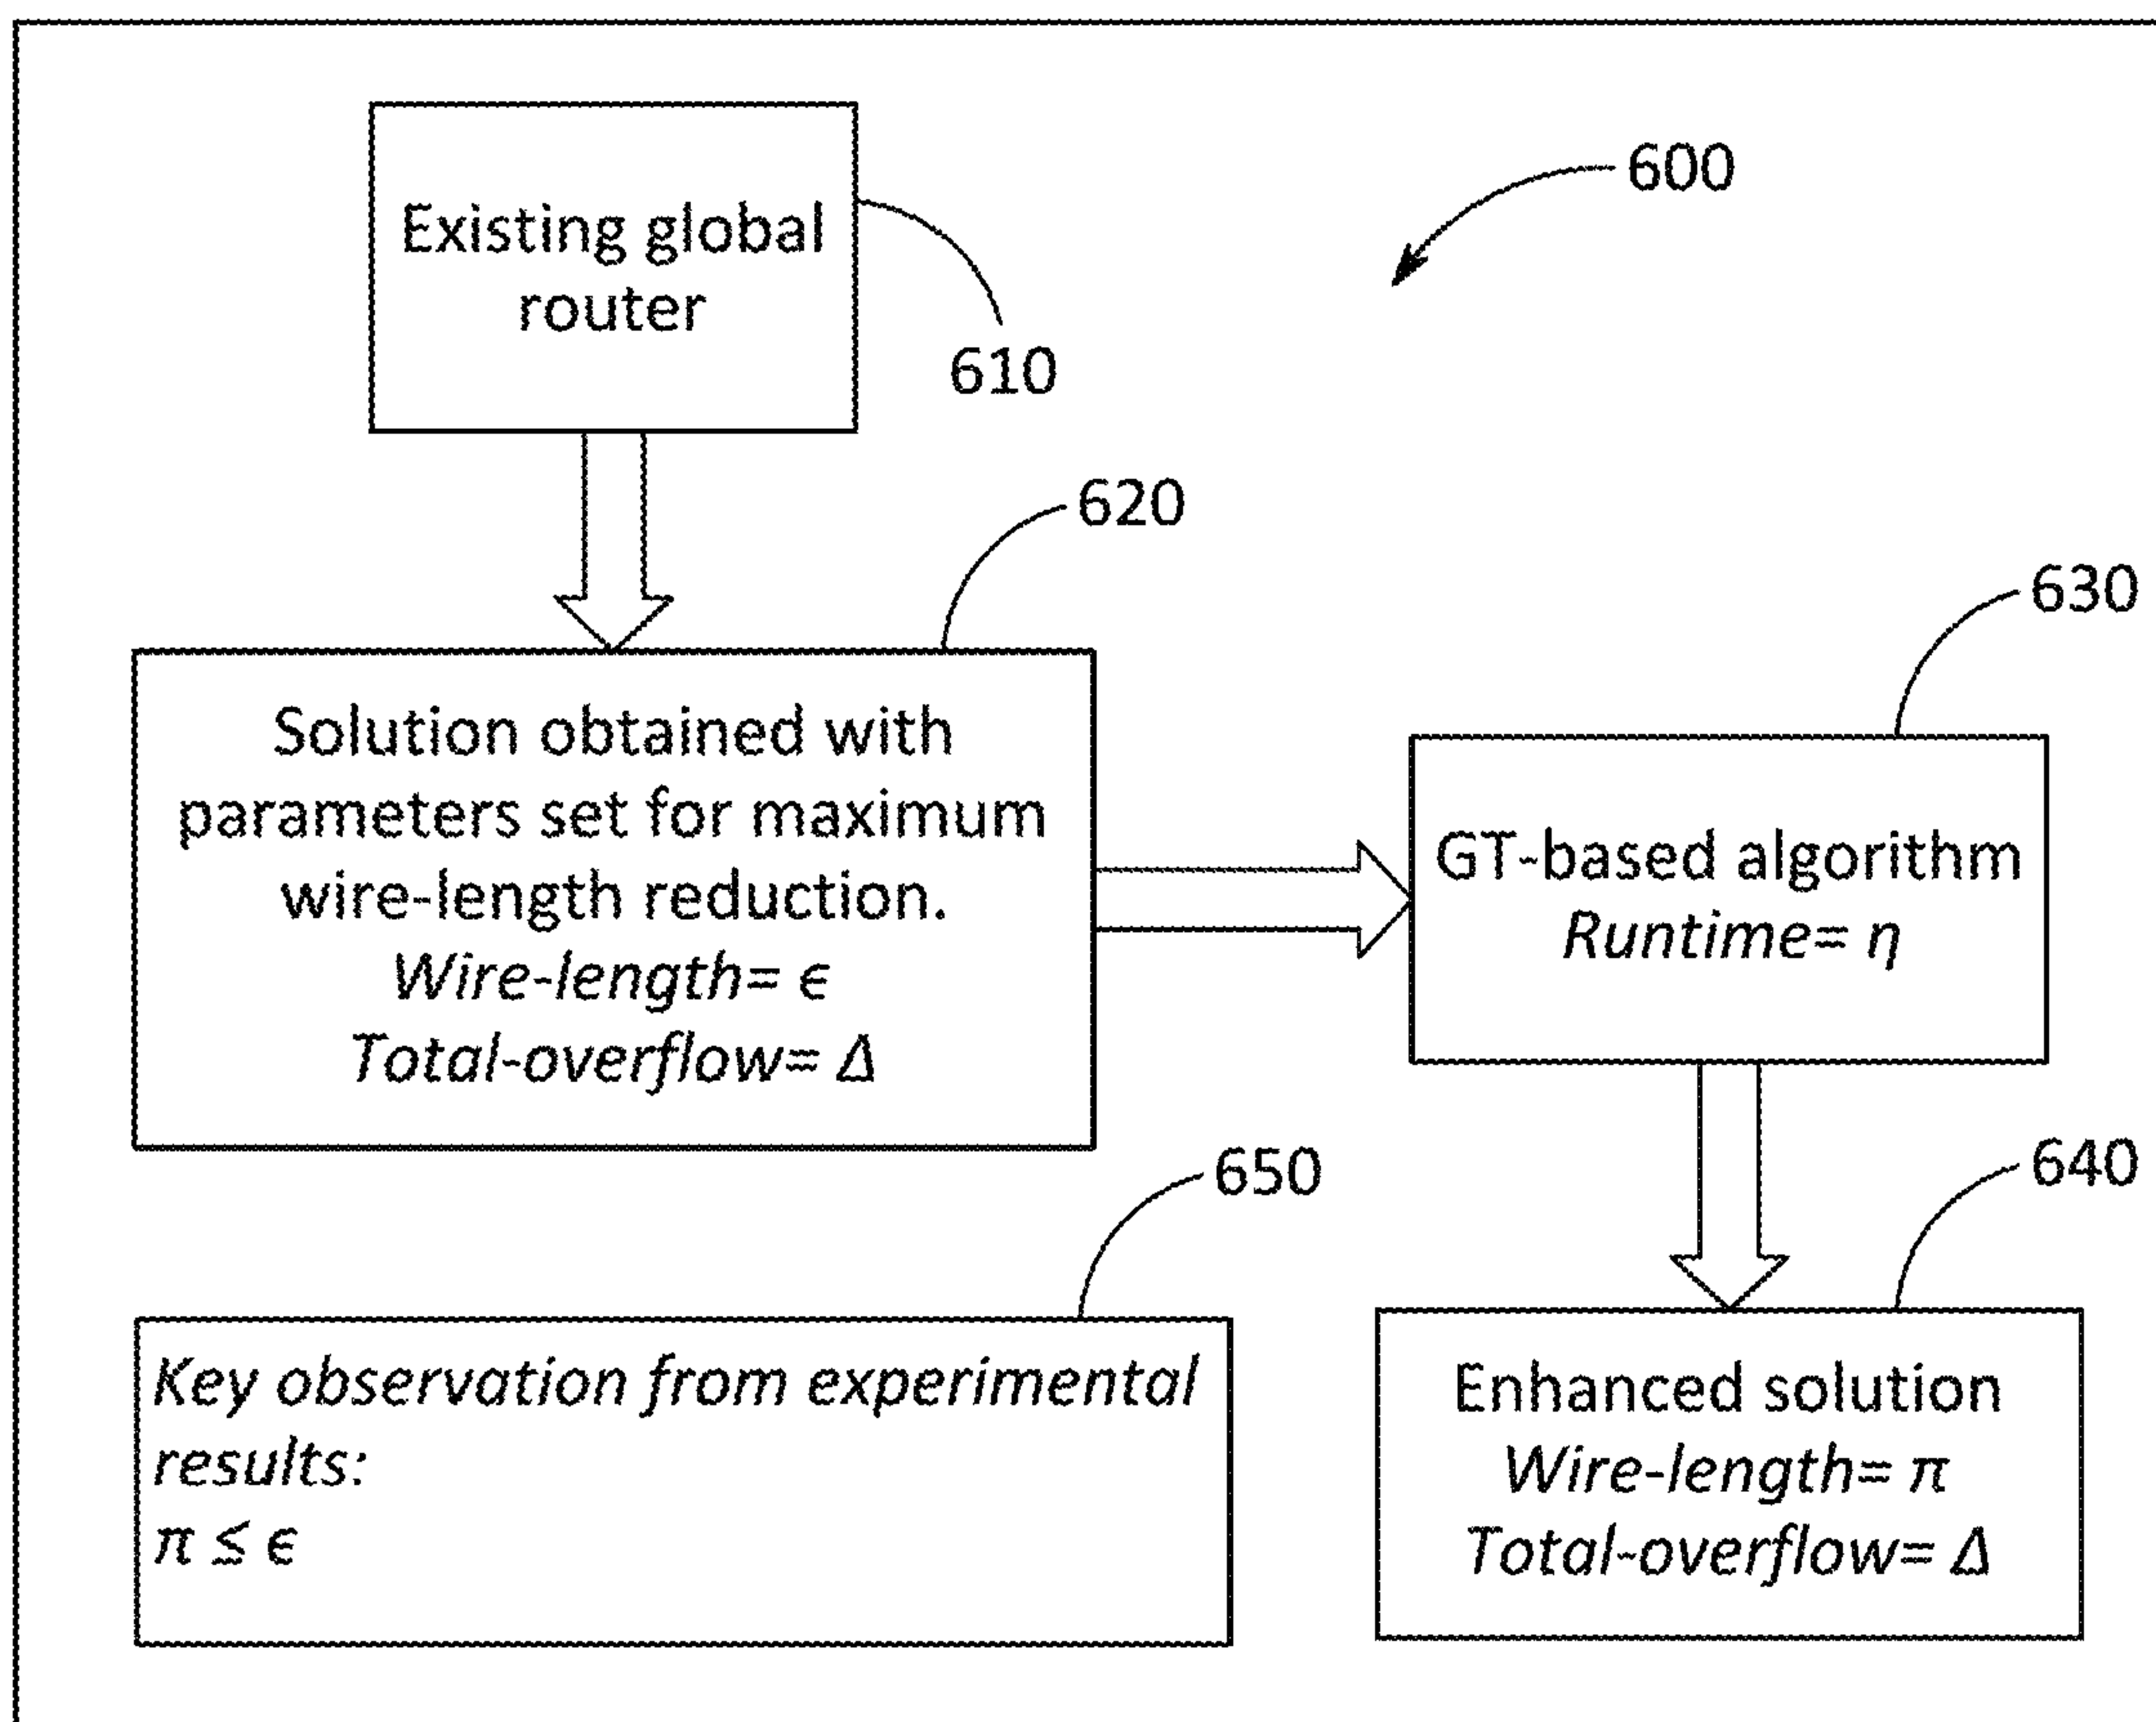 Existing global
router
600
610
620
Solution obtained with
parameters set for maximum
wire-length reduction.
Wire-length= ϵ
Total-overflow= Δ
630
GT-based algorithm
Runtime= η
640
Enhanced solution
Wire-length= π
Total-overflow= Δ
650
Key observation from experimental
results:
π ≤ ϵ